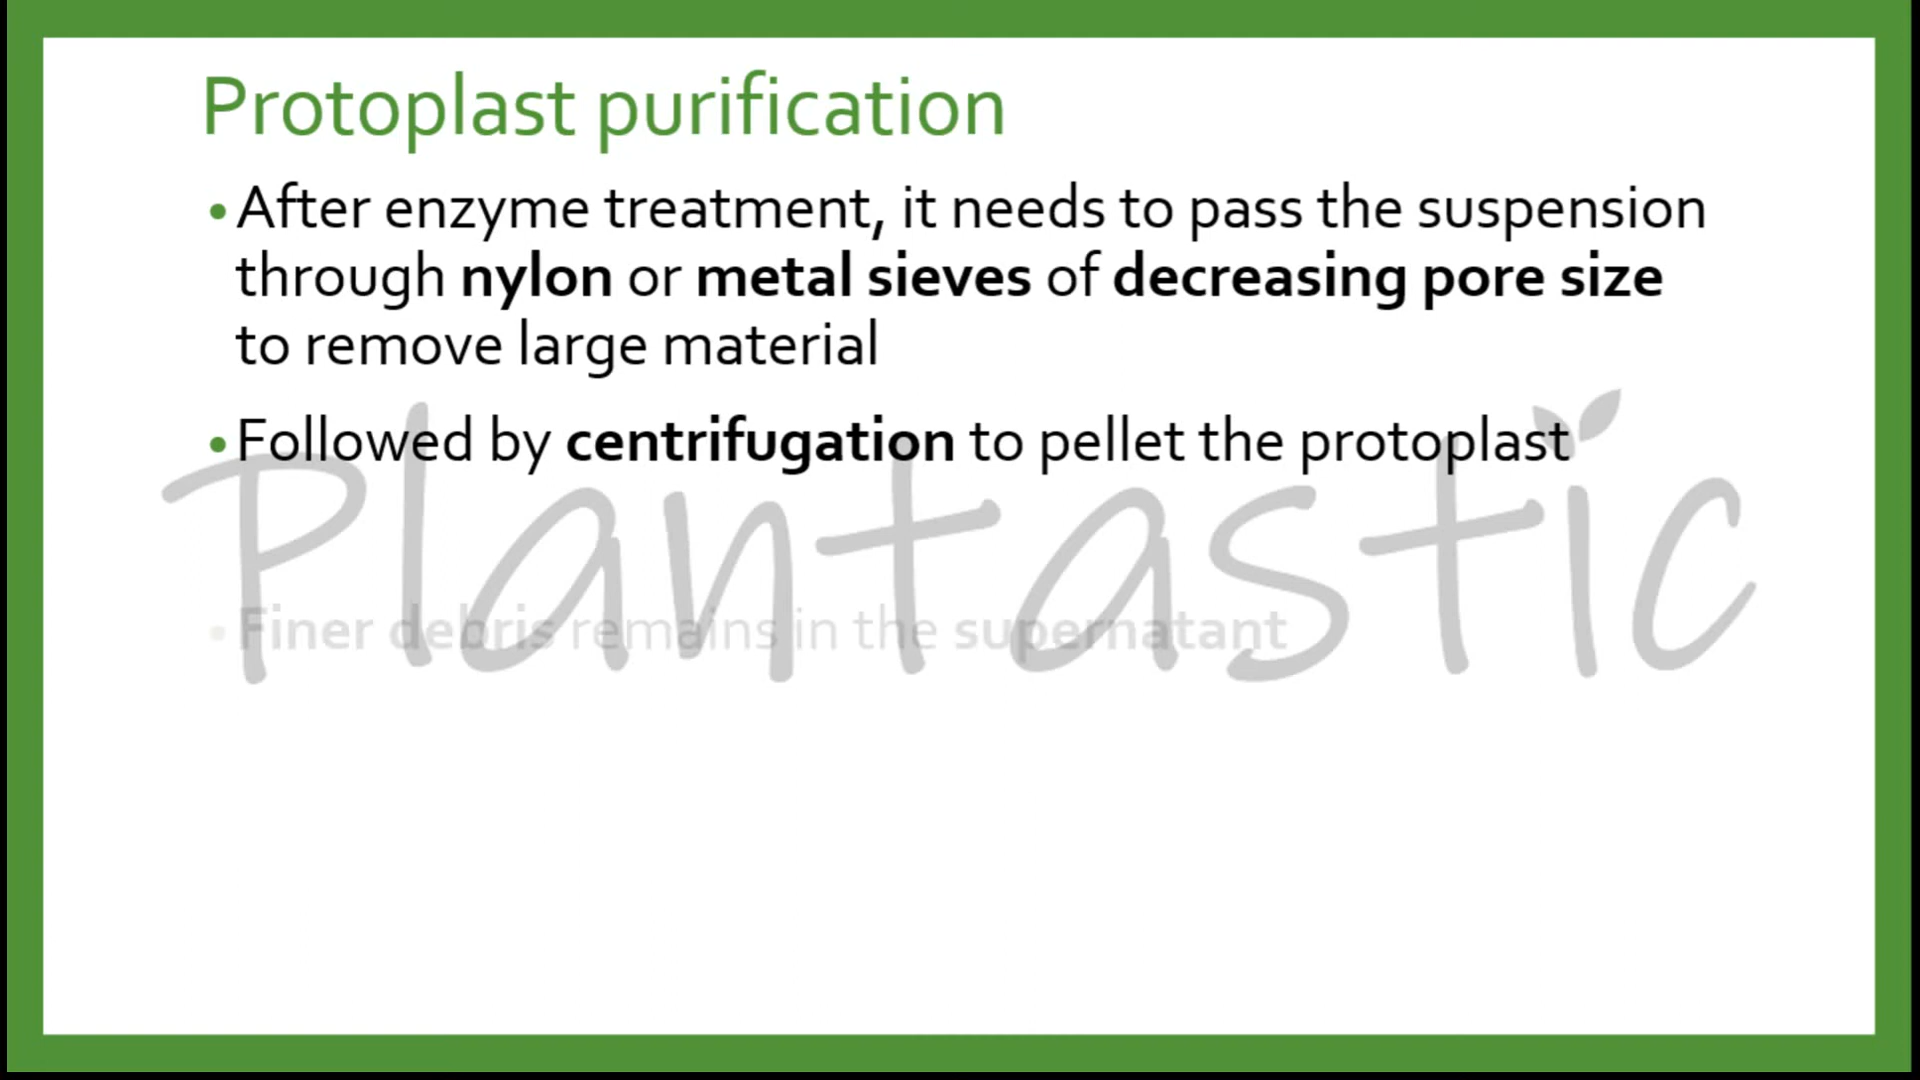 Protoplast purification
•After enzyme treatment, it needs to pass the suspension
through nylon or metal sieves of decreasing pore size
to remove large material
•Followed by centrifugation to pellet the protoplast
Plantastic
•Finer debris remains in the supernatant